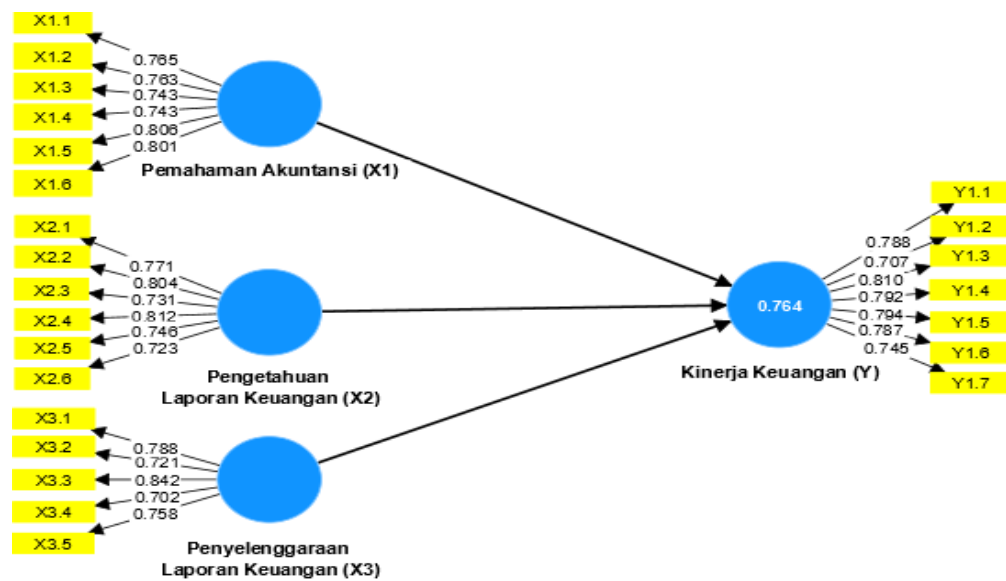 X1.1
X1.2
X1.3
X1.4
X1.5
X1.6
0.765
0.763
0.743
0.743
0.806
0.801
Pemahaman Akuntansi (X1)
X2.1
X2.2
X2.3
X2.4
X2.5
X2.6
0.771
0.804
0.731
0.812
0.746
0.723
Pengetahuan
Laporan Keuangan (X2)
X3.1
X3.2
X3.3
X3.4
X3.5
0.788
0.721
0.842
0.702
0.758
Penyelenggaraan
Laporan Keuangan (X3)
0.764
Kinerja Keuangan (Y)
0.788
0.707
0.810
0.792
0.794
0.787
0.745
Y1.1
Y1.2
Y1.3
Y1.4
Y1.5
Y1.6
Y1.7